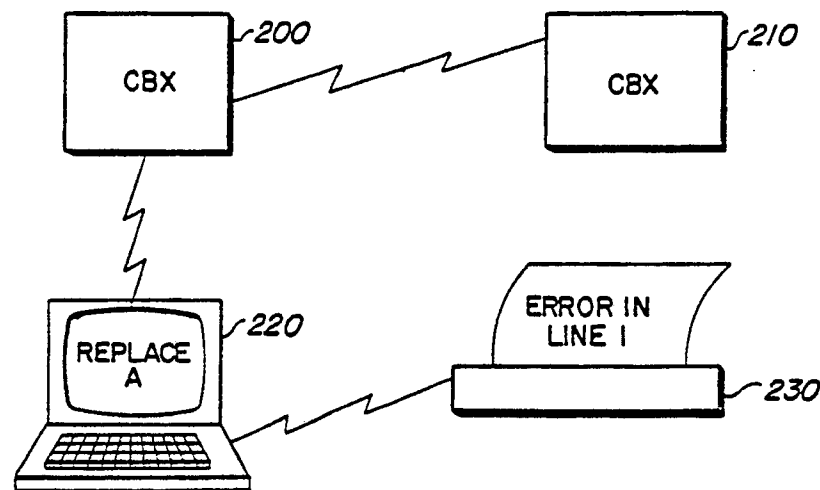 200
CBX
210
CBX
220
REPLACE
A
ERROR IN
LINE 1
230